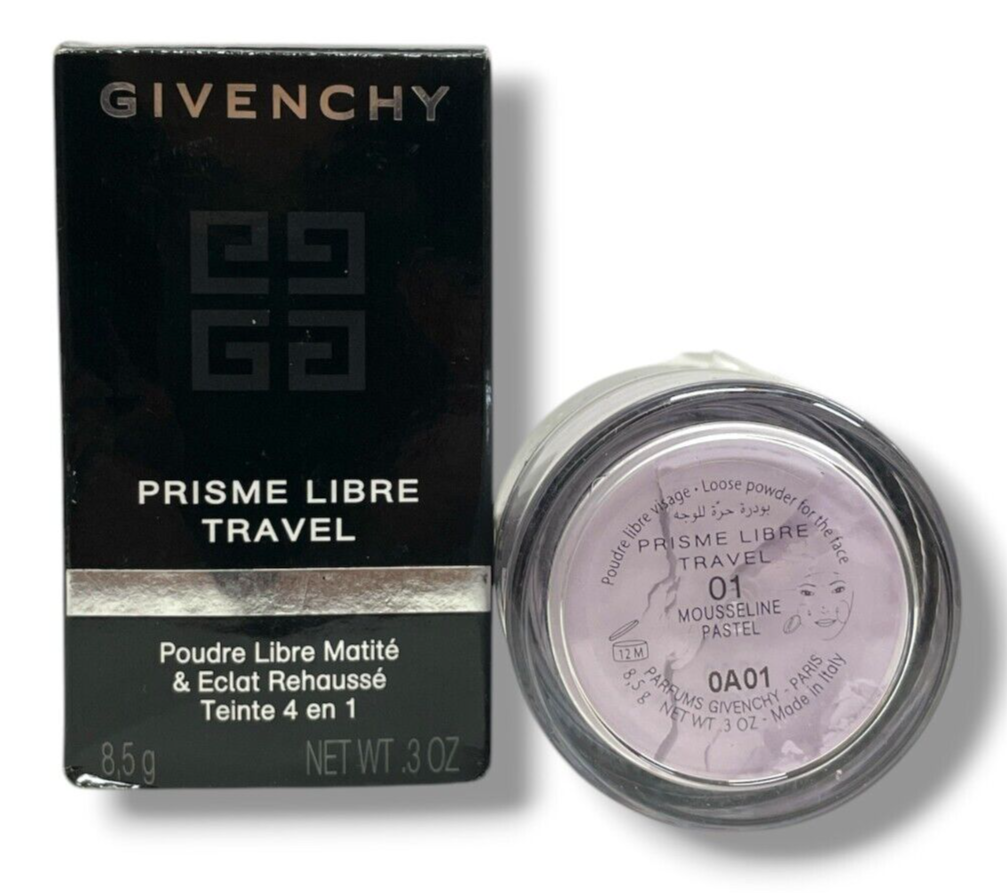 GIVENCHY
PRISME LIBRE
TRAVEL
Poudre Libre Matité
& Eclat Rehaussé
Teinte 4 en 1
8,5 g NET WT .3 OZ
Poudre libre visage • Loose powder for the face
بودرة حرّة للوجه
PRISME LIBRE
TRAVEL
01
MOUSSELINE
PASTEL
12 M
0A01
PARFUMS GIVENCHY - PARIS
8,5 g NET WT .3 OZ - Made in Italy